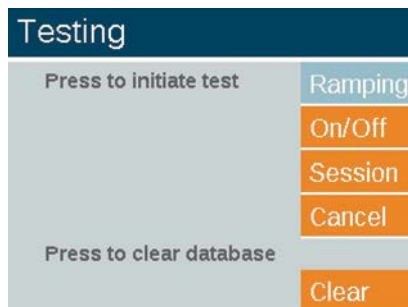 Testing
Press to initiate test
Ramping
On/Off
Session
Cancel
Press to clear database
Clear